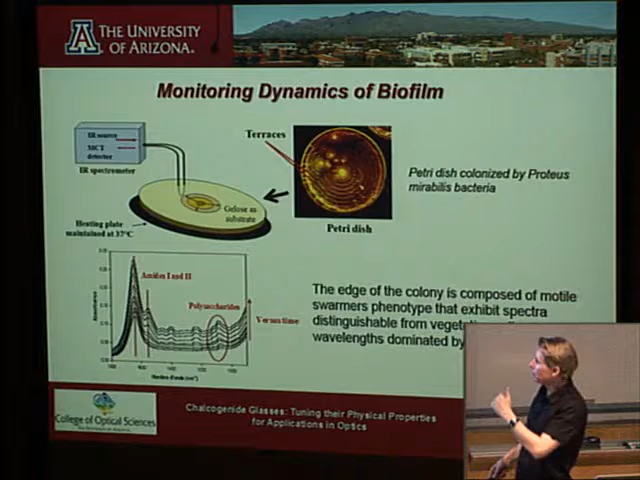 THE UNIVERSITY
OF ARIZONA.
Monitoring Dynamics of Biofilm
IR source
MCT
detector
IR spectrometer
Terraces
Gelose as
substrate
Heating plate
maintained at 37°C
Petri dish
Petri dish colonized by Proteus
mirabilis bacteria
Amides I and II
Polysaccharides
Versus time
The edge of the colony is composed of motile
swarmers phenotype that exhibit spectra
distinguishable from
wavelengths dominated by
College of Optical Sciences
Chalcogenide Glasses: Tuning their Physical Properties
for Applications in Optics